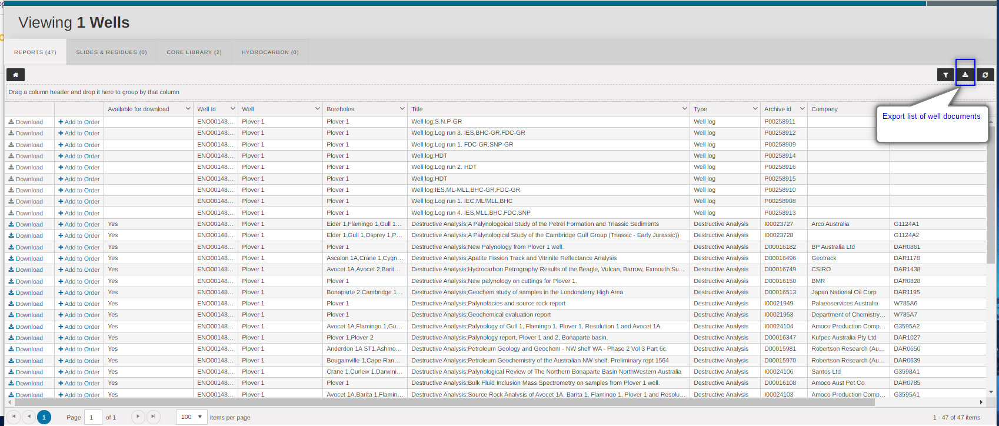 Viewing 1 Wells
REPORTS (47) SLIDES & RESIDUES (0) CORE LIBRARY (2) HYDROCARBON (0)
Drag a column header and drop it here to group by that column
Export list of well documents
Available for download Well Id Well Boreholes Title Type Archive id Company
Download Add to Order ENO00148... Plover 1 Plover 1 Well log;S.N.P-GR Well log P00258911
Download Add to Order ENO00148... Plover 1 Plover 1 Well log;Log run 3. IES,BHC-GR,FDC-GR Well log P00258912
Download Add to Order ENO00148... Plover 1 Plover 1 Well log;Log run 1. FDC-GR,SNP-GR Well log P00258909
Download Add to Order ENO00148... Plover 1 Plover 1 Well log;HDT Well log P00258914
Download Add to Order ENO00148... Plover 1 Plover 1 Well log;Log run 2. HDT Well log P00258916
Download Add to Order ENO00148... Plover 1 Plover 1 Well log;HDT Well log P00258915
Download Add to Order ENO00148... Plover 1 Plover 1 Well log;IES,ML-MLL,BHC-GR,FDC-GR Well log P00258910
Download Add to Order ENO00148... Plover 1 Plover 1 Well log;Log run 1. IEC,ML/MLL,BHC Well log P00258908
Download Add to Order ENO00148... Plover 1 Plover 1 Well log;Log run 4. IES,MLL,BHC,FDC,SNP Well log P00258913
Download Add to Order Yes ENO00148... Plover 1 Eider 1,Flamingo 1,Gull 1... Destructive Analysis;A Palynologoical Study of the Petrel Formation and Triassic Sediments Destructive Analysis I00023727 Arco Australia G1124A1
Download Add to Order Yes ENO00148... Plover 1 Elder 1,Gull 1,Osprey 1,P... Destructive Analysis;A Palynological Study of the Cambridge Gulf Group (Triassic - Early Jurassic)) Destructive Analysis I00023728 G1124A2
Download Add to Order Yes ENO00148... Plover 1 Plover 1 Destructive Analysis;New Palynology from Plover 1 well. Destructive Analysis D00016182 BP Australia Ltd DAR0861
Download Add to Order Yes ENO00148... Plover 1 Ascalon 1A,Crane 1,Cygn... Destructive Analysis;Apatite Fission Track and Vitrinite Reflectance Analysis Destructive Analysis D00016496 Geotrack DAR1178
Download Add to Order Yes ENO00148... Plover 1 Avocet 1A,Avocet 2,Barit... Destructive Analysis;Hydrocarbon Petrography Results of the Beagle, Vulcan, Barrow, Exmouth Su... Destructive Analysis D00016749 CSIRO DAR1438
Download Add to Order Yes ENO00148... Plover 1 Plover 1 Destructive Analysis;New palynology on cuttings for Plover 1. Destructive Analysis D00016150 BMR DAR0828
Download Add to Order Yes ENO00148... Plover 1 Bonaparte 2,Cambridge 1... Destructive Analysis;Geochem study of samples in the Londonderry High Area Destructive Analysis D00016513 Japan National Oil Corp DAR1195
Download Add to Order Yes ENO00148... Plover 1 Plover 1 Destructive Analysis;Palynofacies and source rock report Destructive Analysis I00021949 Palaeoservices Australia W785A6
Download Add to Order Yes ENO00148... Plover 1 Plover 1 Destructive Analysis;Geochemical evaluation report Destructive Analysis I00021953 Department of Chemistry... W785A7
Download Add to Order Yes ENO00148... Plover 1 Avocet 1A,Flamingo 1,Gu... Destructive Analysis;Palynology of Gull 1, Flamingo 1, Plover 1, Resolution 1 and Avocet 1A Destructive Analysis I00024104 Amoco Production Comp... G3595A2
Download Add to Order Yes ENO00148... Plover 1 Plover 1,Plover 2 Destructive Analysis;Palynology report, Plover 1 and 2, Bonaparte basin. Destructive Analysis D00016347 Kufpec Australia Pty Ltd DAR1027
Download Add to Order Yes ENO00148... Plover 1 Anderdon 1A ST1,Ashmo... Destructive Analysis;Petroleum Geology and Geochem - NW shelf WA - Phase 2 Vol 3 Part 6c. Destructive Analysis D00015981 Robertson Research (Au... DAR0650
Download Add to Order Yes ENO00148... Plover 1 Bougainville 1,Cape Ran... Destructive Analysis;Petroleum Geochemistry of the Australian NW shelf. Preliminary rept 1564 Destructive Analysis D00015970 Robertson Research (Au... DAR0639
Download Add to Order Yes ENO00148... Plover 1 Crane 1,Curlew 1,Darwini... Destructive Analysis;Palynological Review of The Northern Bonaparte Basin NorthWestern Australia Destructive Analysis I00024106 Santos Ltd G3598A1
Download Add to Order Yes ENO00148... Plover 1 Plover 1 Destructive Analysis;Bulk Fluid Inclusion Mass Spectrometry on samples from Plover 1 well. Destructive Analysis D00016108 Amoco Aust Pet Co DAR0785
Download Add to Order Yes ENO00148... Plover 1 Avocet 1A,Barita 1,Flamin... Destructive Analysis;Source Rock Analysis of Avocet 1A, Barita 1, Flamingo 1, Plover 1 and Resolu... Destructive Analysis I00024103 Amoco Production Comp... G3595A1
1 Page 1 of 1 100 items per page 1 - 47 of 47 items